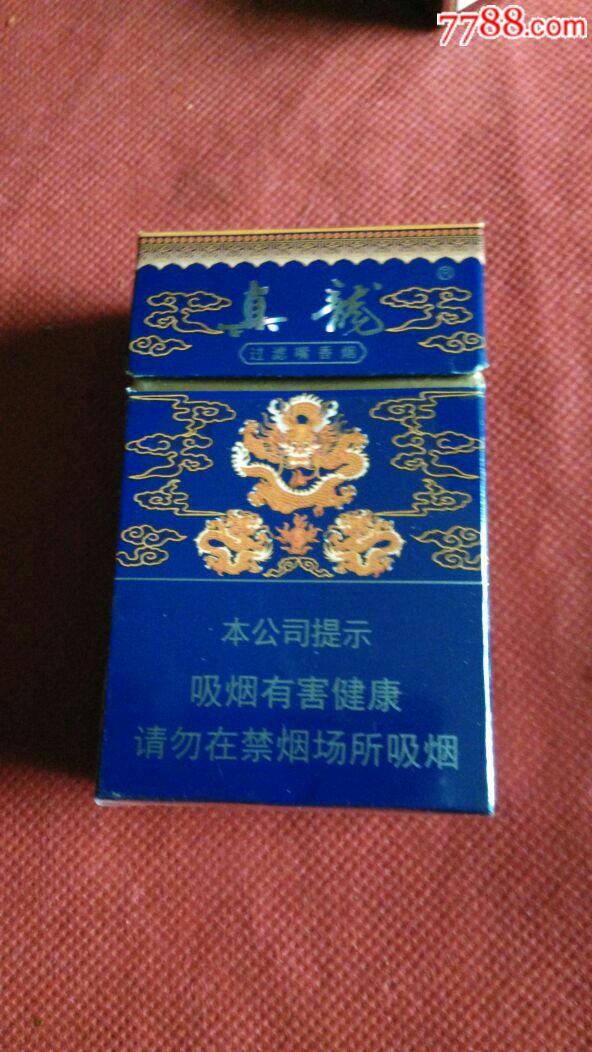 7788.com
真龍
®
过滤嘴香烟
本公司提示
吸烟有害健康
请勿在禁烟场所吸烟